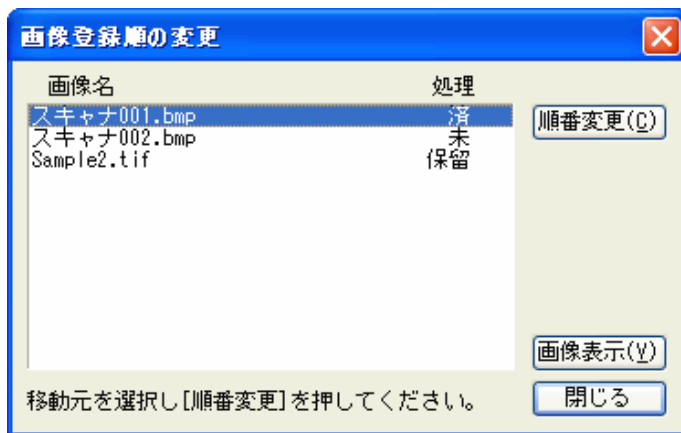 画像登録順の変更
画像名 処理
スキャナ001.bmp 済
スキャナ002.bmp 未
Sample2.tif 保留
順番変更(C)
画像表示(V)
移動元を選択し[順番変更]を押してください。
閉じる